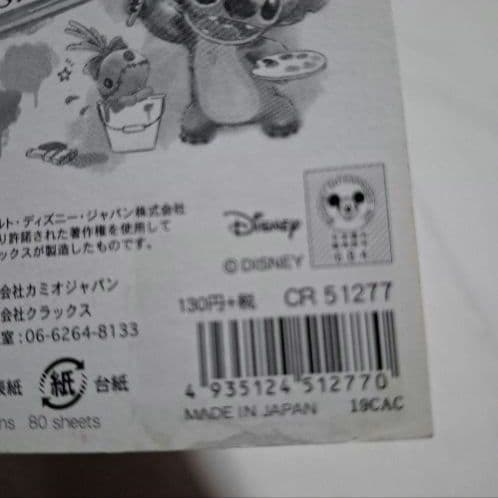 ルト・ディズニー・ジャパン株式会社
り許諾された著作権を使用して
ックスが製造したものです。
Disney
© DISNEY
会社カミオジャパン
会社クラックス
室:06-6264-8133
130円+税 CR 51277
表紙 紙 台紙
80 sheets
4 935124 512770
MADE IN JAPAN 19CAC